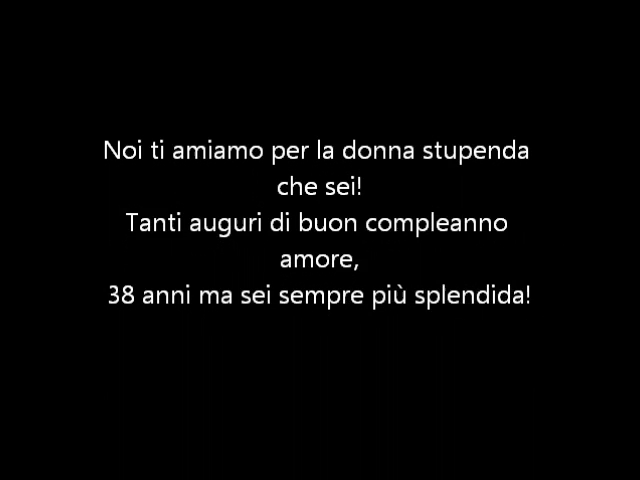 Noi ti amiamo per la donna stupenda
che sei!
Tanti auguri di buon compleanno
amore,
38 anni ma sei sempre più splendida!